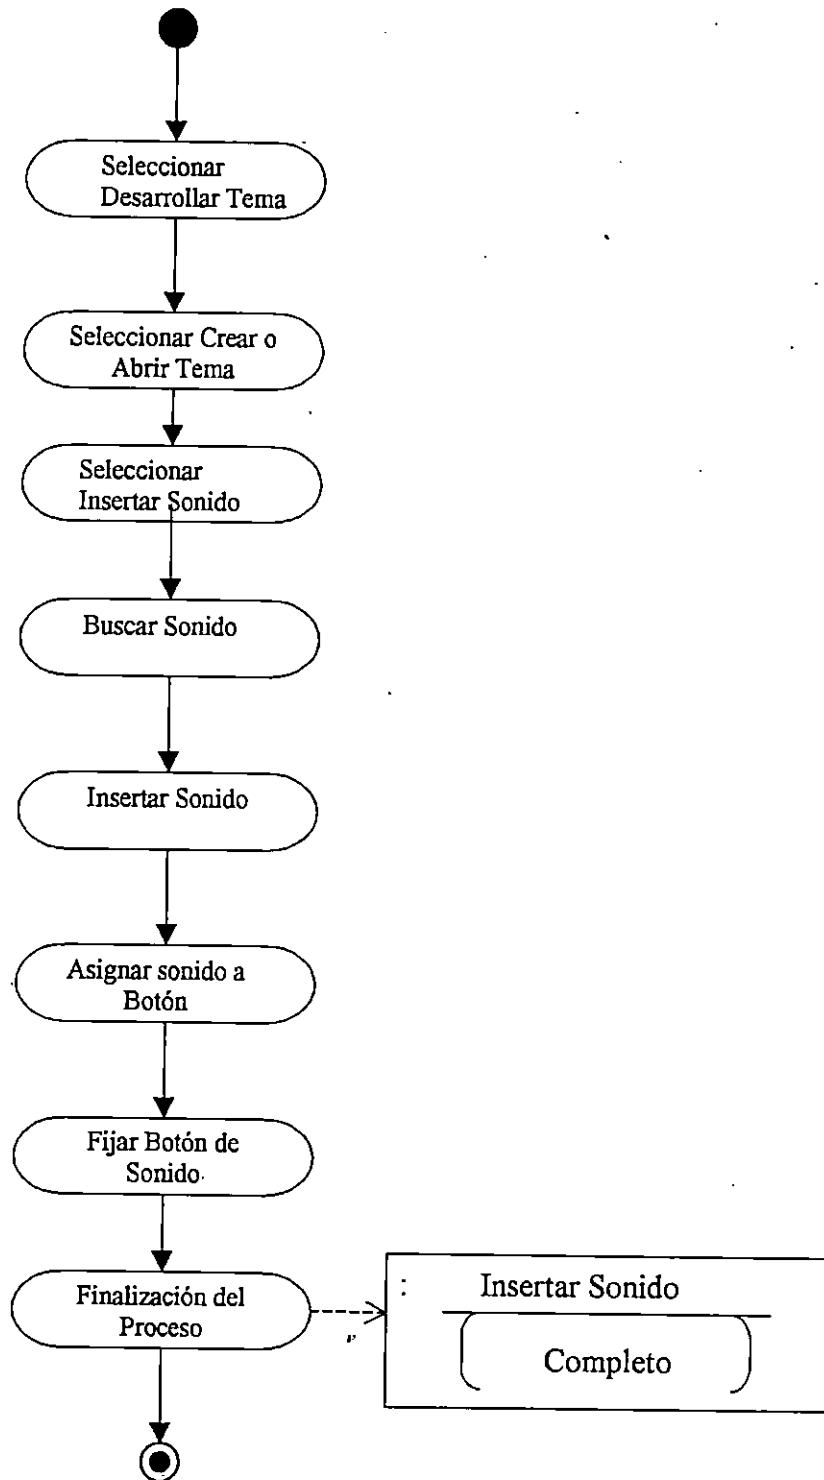 Seleccionar
Desarrollar Tema
Seleccionar Crear o
Abrir Tema
Seleccionar
Insertar Sonido
Buscar Sonido
Insertar Sonido
Asignar sonido a
Botón
Fijar Botón de
Sonido
Finalización del
Proceso
: Insertar Sonido
Completo